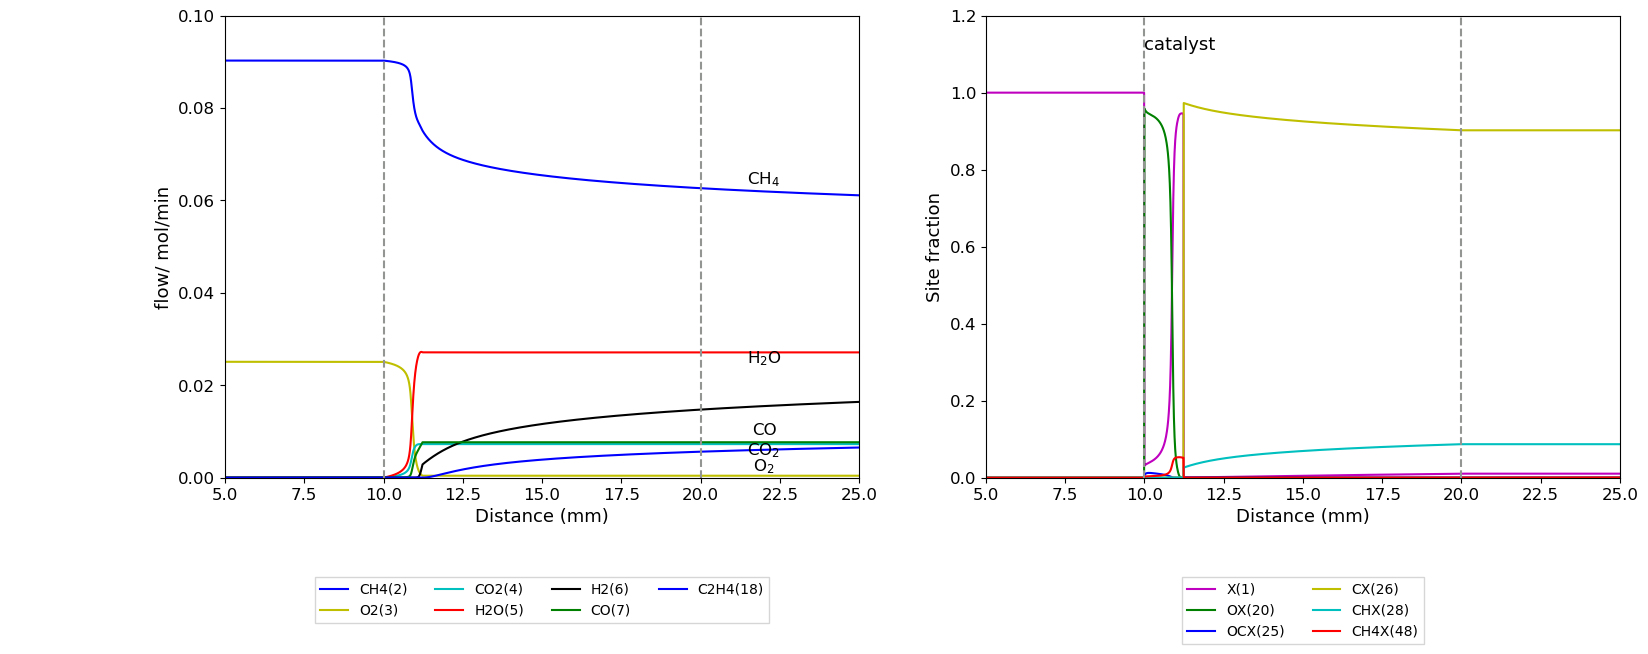 0.10
0.08
0.06
0.04
0.02
0.00
flow/ mol/min
CH₄
H₂O
CO
CO₂
O₂
5.0 7.5 10.0 12.5 15.0 17.5 20.0 22.5 25.0
Distance (mm)
CH4(2) CO2(4) H2(6) C2H4(18)
O2(3) H2O(5) CO(7)
1.2
1.0
0.8
0.6
0.4
0.2
0.0
Site fraction
catalyst
5.0 7.5 10.0 12.5 15.0 17.5 20.0 22.5 25.0
Distance (mm)
X(1) CX(26)
OX(20) CHX(28)
OCX(25) CH4X(48)